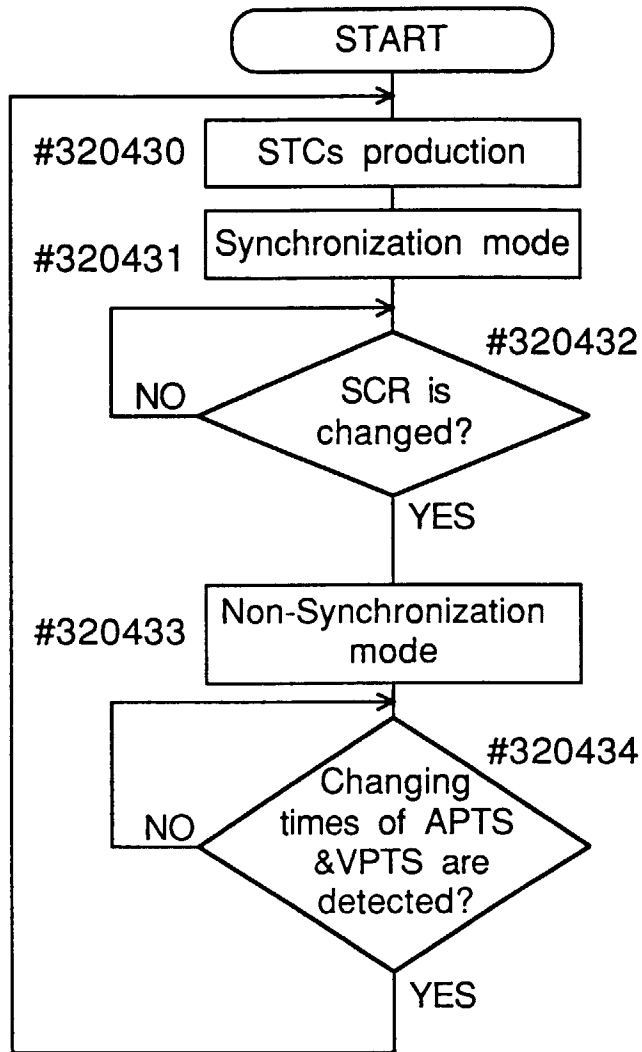 START
#320430
STCs production
#320431
Synchronization mode
#320432
SCR is
changed?
NO
YES
#320433
Non-Synchronization
mode
#320434
Changing
times of APTS
&VPTS are
detected?
NO
YES